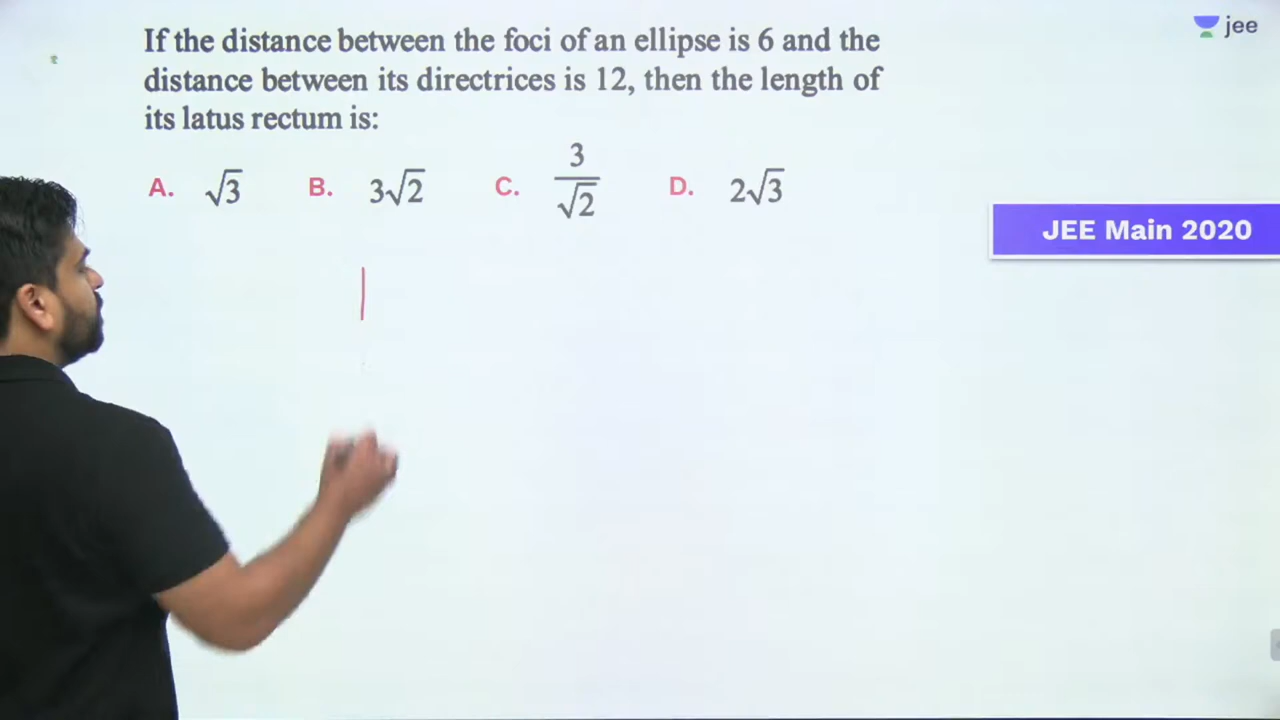 jee
If the distance between the foci of an ellipse is 6 and the
distance between its directrices is 12, then the length of
its latus rectum is:
A. √3 B. 3√2 C. 3/√2 D. 2√3
JEE Main 2020